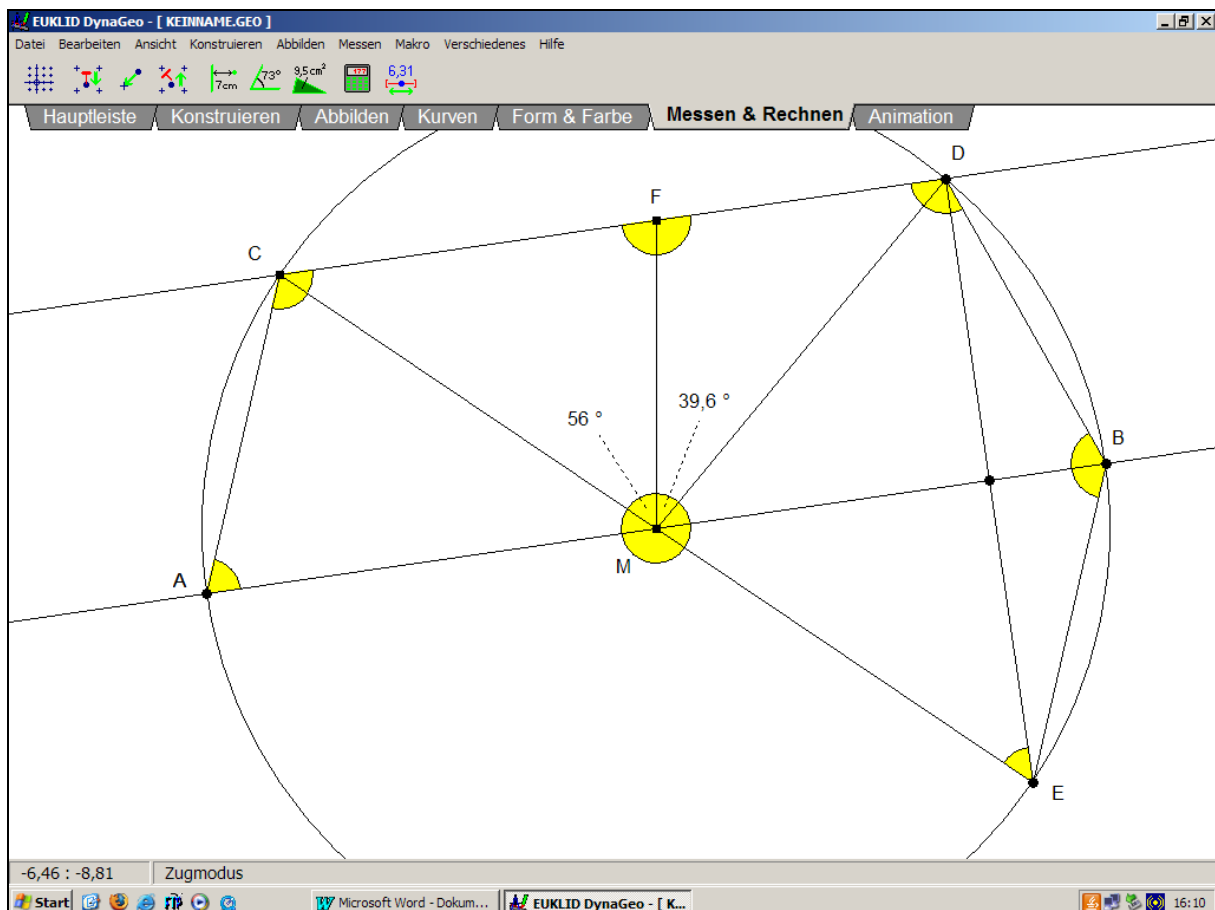 EUKLID DynaGeo - [ KEINNAME.GEO ]
Datei Bearbeiten Ansicht Konstruieren Abbilden Messen Makro Verschiedenes Hilfe
7cm 73° 9,5 cm² 177 6,31
Hauptleiste Konstruieren Abbilden Kurven Form & Farbe Messen & Rechnen Animation
D
F
C
56 ° 39,6 °
B
M
A
E
-6,46 : -8,81 Zugmodus
Start Microsoft Word - Dokum... EUKLID DynaGeo - [ K... 16:10